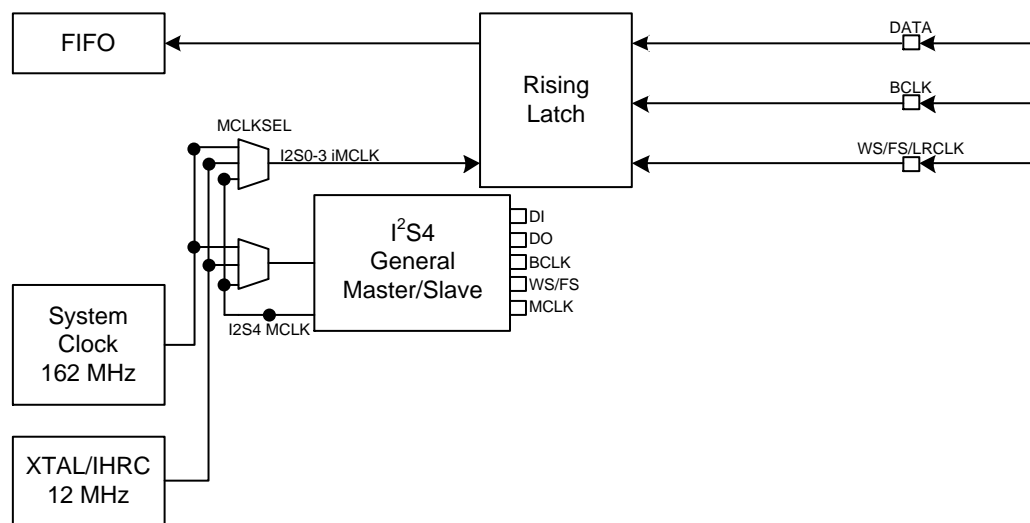 FIFO
DATA
Rising
Latch
BCLK
MCLKSEL
I2S0-3 iMCLK
WS/FS/LRCLK
I²S4
General
Master/Slave
DI
DO
BCLK
WS/FS
MCLK
I2S4 MCLK
System
Clock
162 MHz
XTAL/IHRC
12 MHz